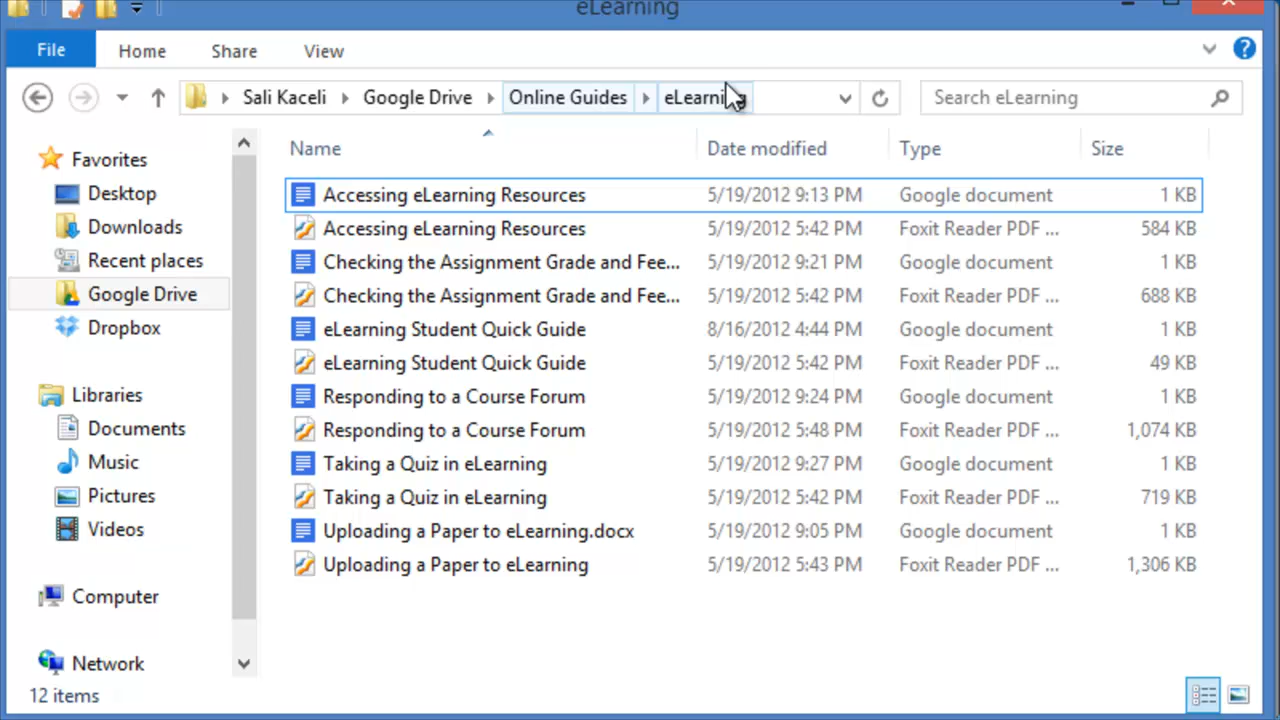 eLearning
File Home Share View
Sali Kaceli Google Drive Online Guides eLearning Search eLearning
Name Date modified Type Size
Favorites
Desktop
Downloads
Recent places
Google Drive
Dropbox
Libraries
Documents
Music
Pictures
Videos
Computer
Network
Accessing eLearning Resources 5/19/2012 9:13 PM Google document 1 KB
Accessing eLearning Resources 5/19/2012 5:42 PM Foxit Reader PDF ... 584 KB
Checking the Assignment Grade and Fee... 5/19/2012 9:21 PM Google document 1 KB
Checking the Assignment Grade and Fee... 5/19/2012 5:42 PM Foxit Reader PDF ... 688 KB
eLearning Student Quick Guide 8/16/2012 4:44 PM Google document 1 KB
eLearning Student Quick Guide 5/19/2012 5:42 PM Foxit Reader PDF ... 49 KB
Responding to a Course Forum 5/19/2012 9:24 PM Google document 1 KB
Responding to a Course Forum 5/19/2012 5:48 PM Foxit Reader PDF ... 1,074 KB
Taking a Quiz in eLearning 5/19/2012 9:27 PM Google document 1 KB
Taking a Quiz in eLearning 5/19/2012 5:42 PM Foxit Reader PDF ... 719 KB
Uploading a Paper to eLearning.docx 5/19/2012 9:05 PM Google document 1 KB
Uploading a Paper to eLearning 5/19/2012 5:43 PM Foxit Reader PDF ... 1,306 KB
12 items